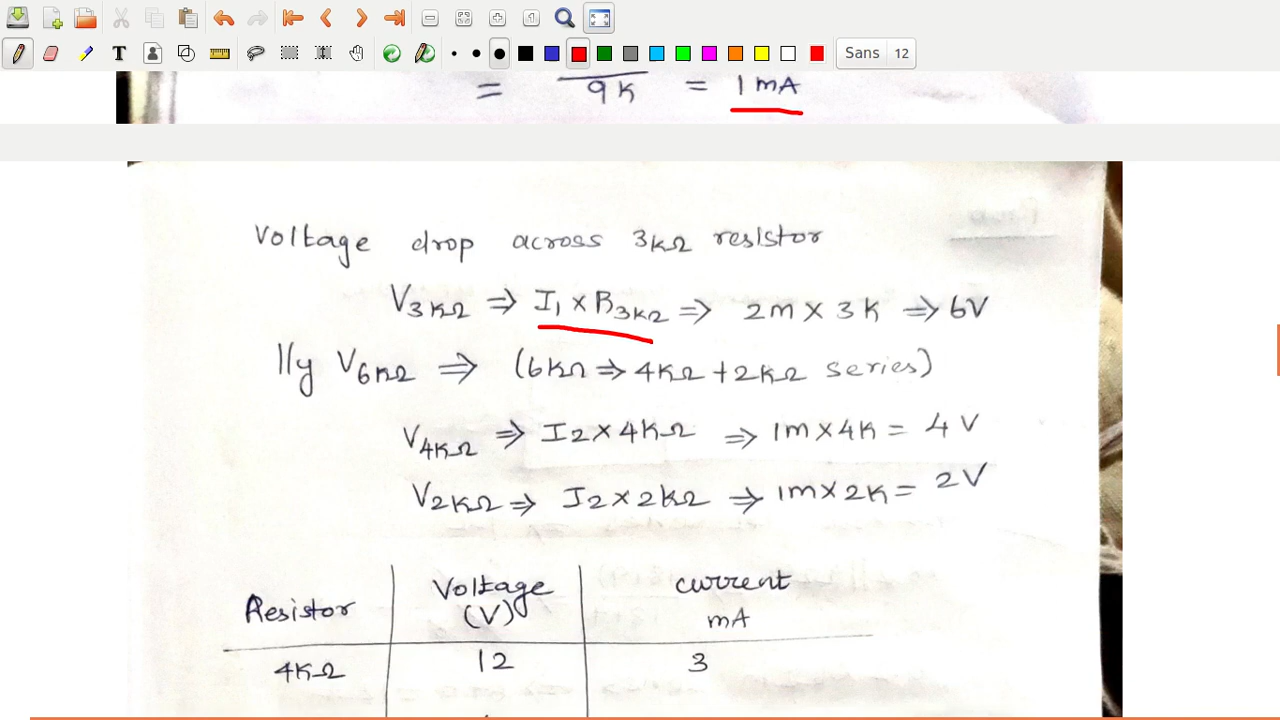 Sans 12
= 9K = 1mA
Voltage drop across 3KΩ resistor
V3KΩ ⇒ I1 × R3KΩ ⇒ 2m × 3K ⇒ 6V
lly V6KΩ ⇒ (6KΩ ⇒ 4KΩ + 2KΩ series)
V4KΩ ⇒ I2 × 4KΩ ⇒ 1m × 4K = 4V
V2KΩ ⇒ I2 × 2KΩ ⇒ 1m × 2K = 2V
Resistor Voltage (V) current mA
4KΩ 12 3